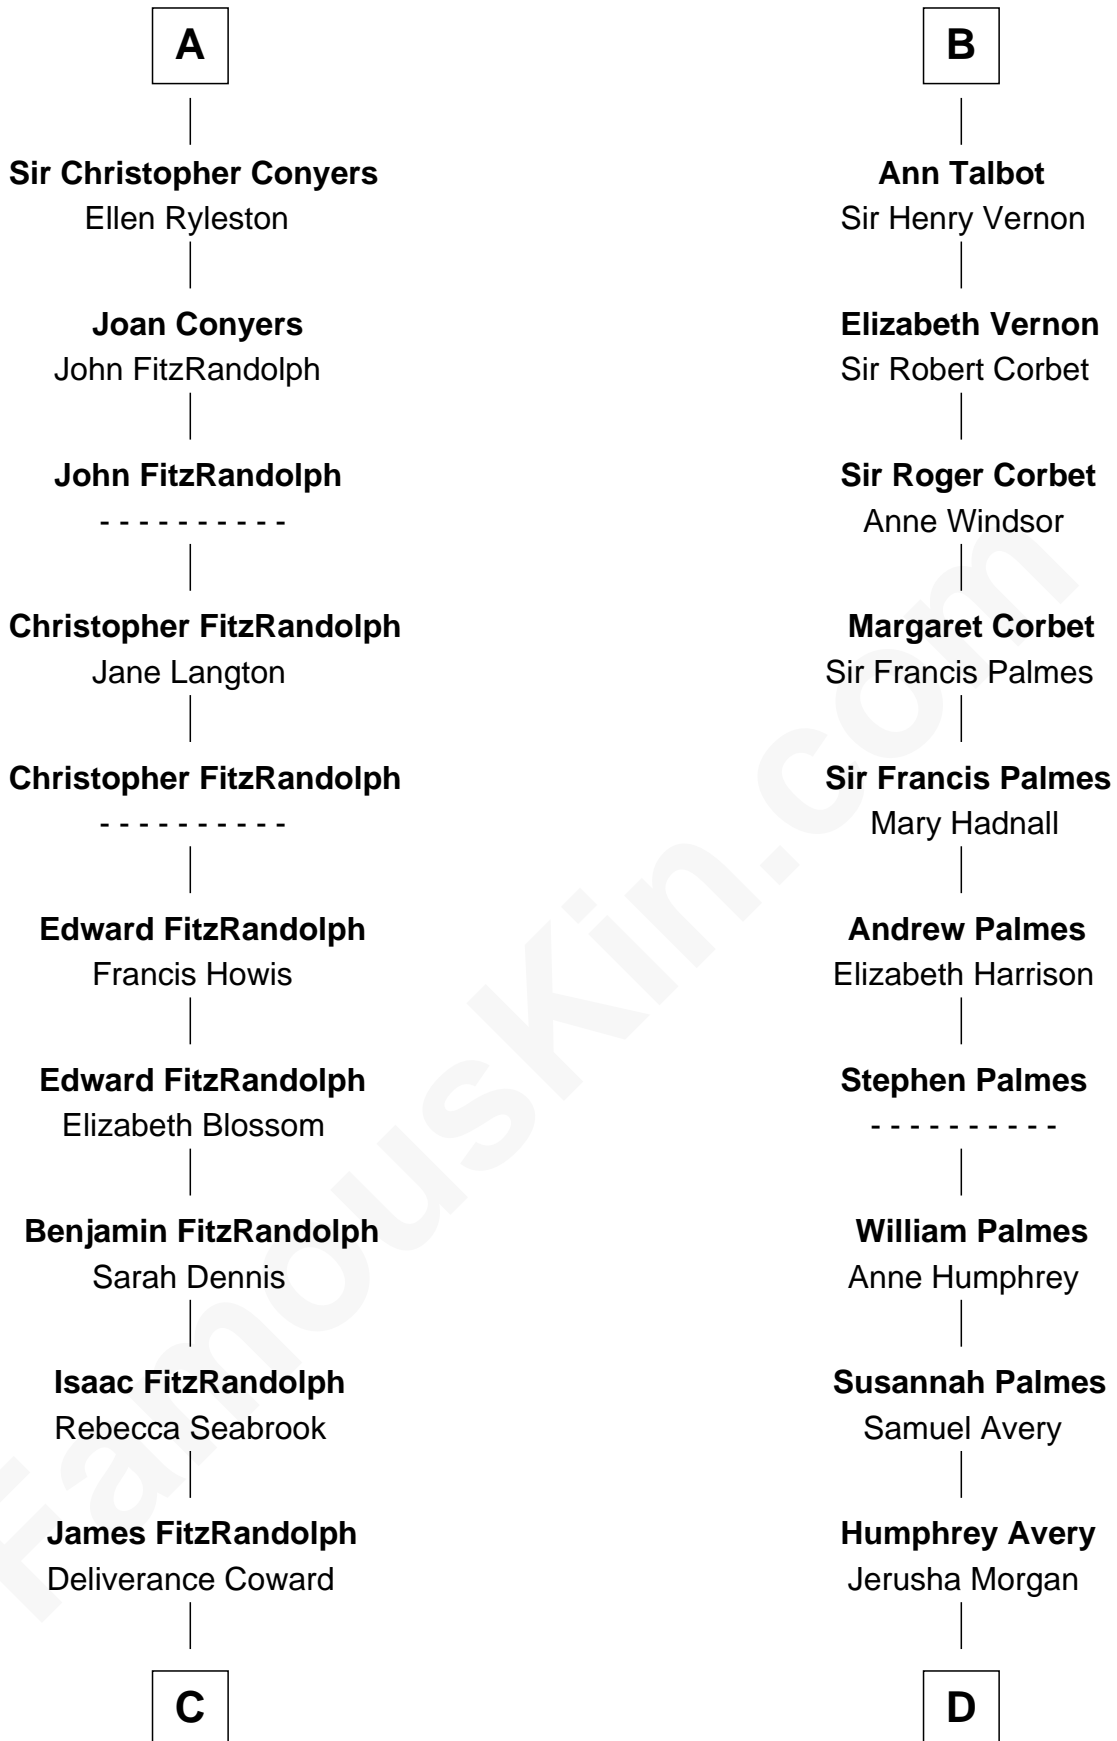 A
Sir Christopher Conyers
Ellen Ryleston
Joan Conyers
John FitzRandolph
John FitzRandolph
- - - - - - - - - -
Christopher FitzRandolph
Jane Langton
Christopher FitzRandolph
- - - - - - - - - -
Edward FitzRandolph
Francis Howis
Edward FitzRandolph
Elizabeth Blossom
Benjamin FitzRandolph
Sarah Dennis
Isaac FitzRandolph
Rebecca Seabrook
James FitzRandolph
Deliverance Coward
C
B
Ann Talbot
Sir Henry Vernon
Elizabeth Vernon
Sir Robert Corbet
Sir Roger Corbet
Anne Windsor
Margaret Corbet
Sir Francis Palmes
Sir Francis Palmes
Mary Hadnall
Andrew Palmes
Elizabeth Harrison
Stephen Palmes
- - - - - - - - - -
William Palmes
Anne Humphrey
Susannah Palmes
Samuel Avery
Humphrey Avery
Jerusha Morgan
D
FamousKin.com